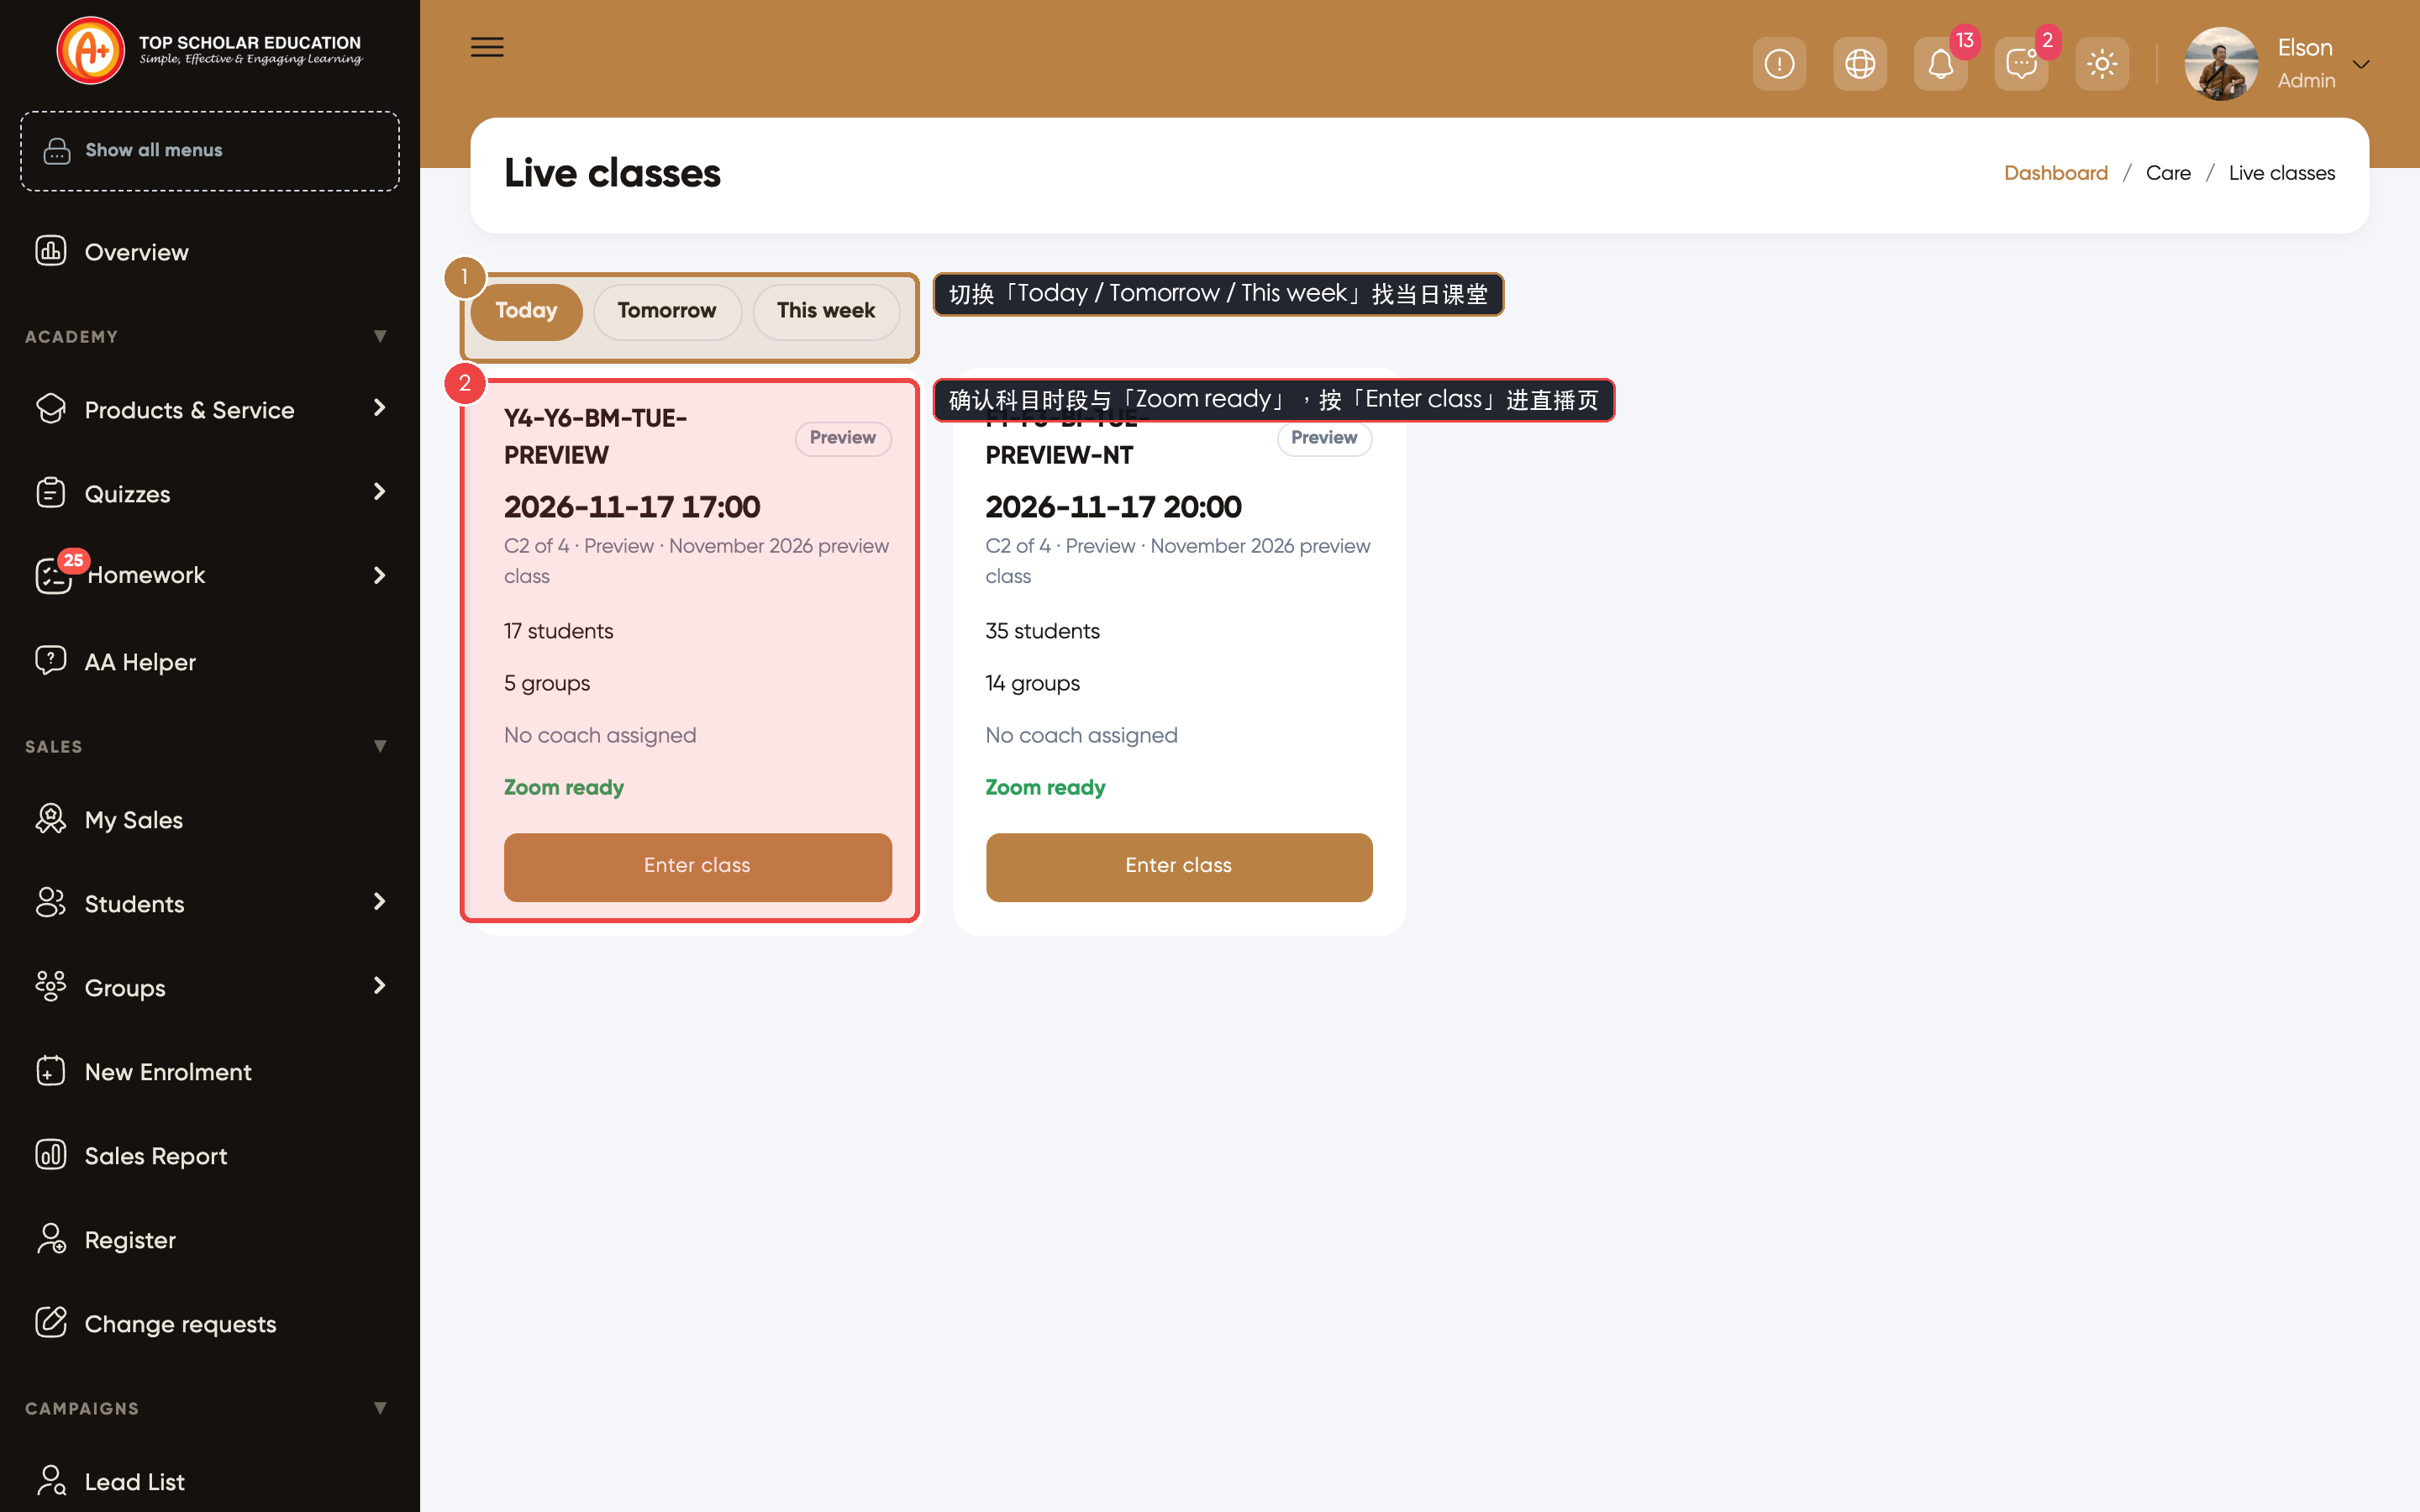 TOP SCHOLAR EDUCATION
Simple, Effective & Engaging Learning
Show all menus
Overview
ACADEMY
Products & Service
Quizzes
25
Homework
AA Helper
SALES
My Sales
Students
Groups
New Enrolment
Sales Report
Register
Change requests
CAMPAIGNS
Lead List
13
2
Elson
Admin
Live classes
Dashboard / Care / Live classes
1
Today
Tomorrow
This week
切换「Today / Tomorrow / This week」找当日课堂
2
确认科目时段与「Zoom ready」，按「Enter class」进直播页
Y4-Y6-BM-TUE-
PREVIEW
Preview
2026-11-17 17:00
C2 of 4 · Preview · November 2026 preview
class
17 students
5 groups
No coach assigned
Zoom ready
Enter class
PREVIEW-NT
Preview
2026-11-17 20:00
C2 of 4 · Preview · November 2026 preview
class
35 students
14 groups
No coach assigned
Zoom ready
Enter class